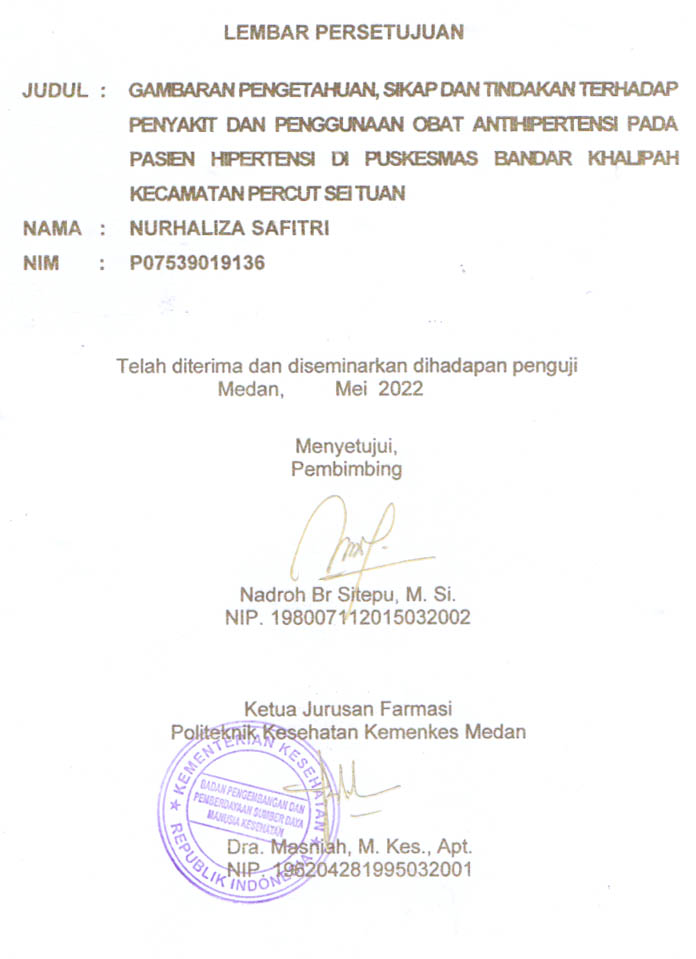 LEMBAR PERSETUJUAN
JUDUL : GAMBARAN PENGETAHUAN, SIKAP DAN TINDAKAN TERHADAP
PENYAKIT DAN PENGGUNAAN OBAT ANTIHIPERTENSI PADA
PASIEN HIPERTENSI DI PUSKESMAS BANDAR KHALIPAH
KECAMATAN PERCUT SEI TUAN
NAMA : NURHALIZA SAFITRI
NIM : P07539019136
Telah diterima dan diseminarkan dihadapan penguji
Medan, Mei 2022
Menyetujui,
Pembimbing
Nadroh Br Sitepu, M. Si.
NIP. 198007112015032002
Ketua Jurusan Farmasi
Politeknik Kesehatan Kemenkes Medan
KEMENTERIAN KESEHATAN
BADAN PENGEMBANGAN DAN
PEMBERDAYAAN SUMBER DAYA
MANUSIA KESEHATAN
REPUBLIK INDONESIA
Dra. Masniah, M. Kes., Apt.
NIP. 196204281995032001